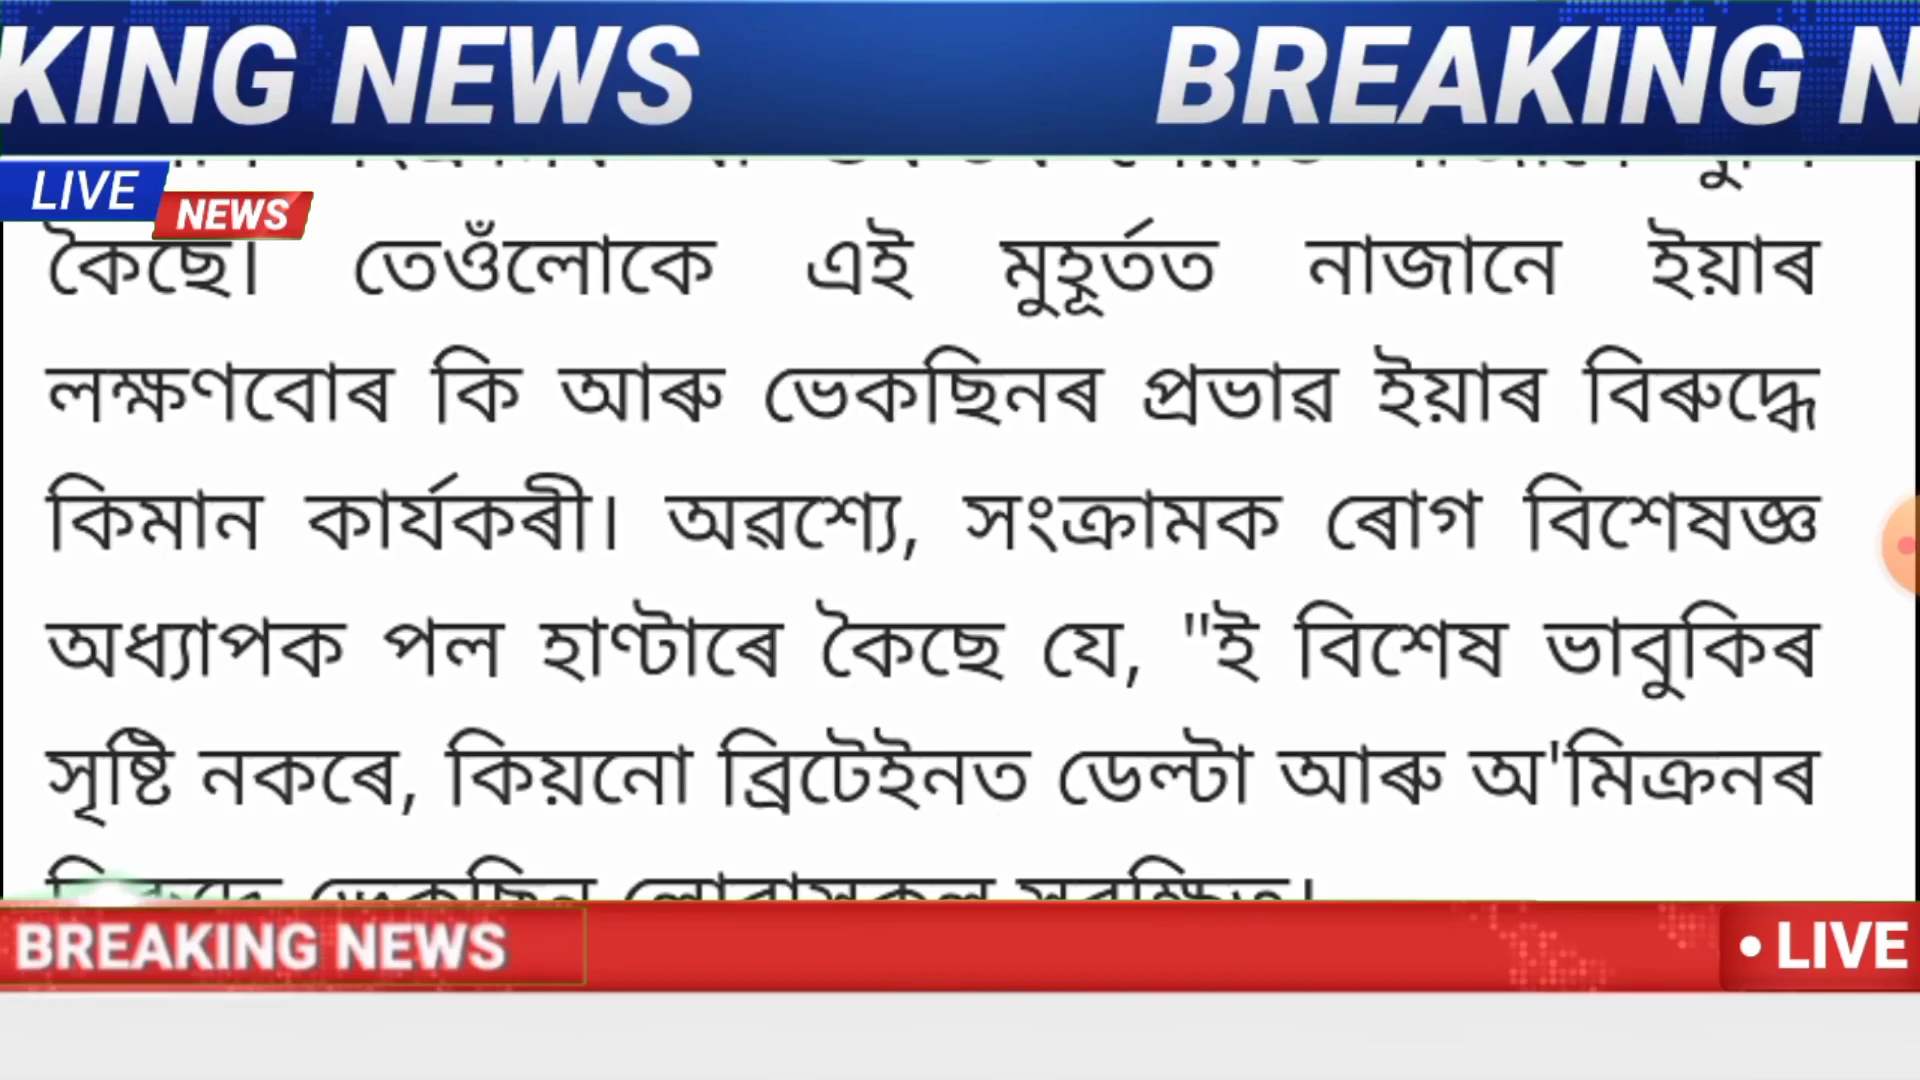 KING NEWS BREAKING N
LIVE
NEWS
কৈছে। তেওঁলোকে এই মুহূৰ্তত নাজানে ইয়াৰ
লক্ষণবোৰ কি আৰু ভেকছিনৰ প্ৰভাৱ ইয়াৰ বিৰুদ্ধে
কিমান কাৰ্যকৰী। অৱশ্যে, সংক্ৰামক ৰোগ বিশেষজ্ঞ
অধ্যাপক পল হাণ্টাৰে কৈছে যে, "ই বিশেষ ভাবুকিৰ
সৃষ্টি নকৰে, কিয়নো ব্ৰিটেইনত ডেল্টা আৰু অ'মিক্ৰনৰ
BREAKING NEWS
• LIVE